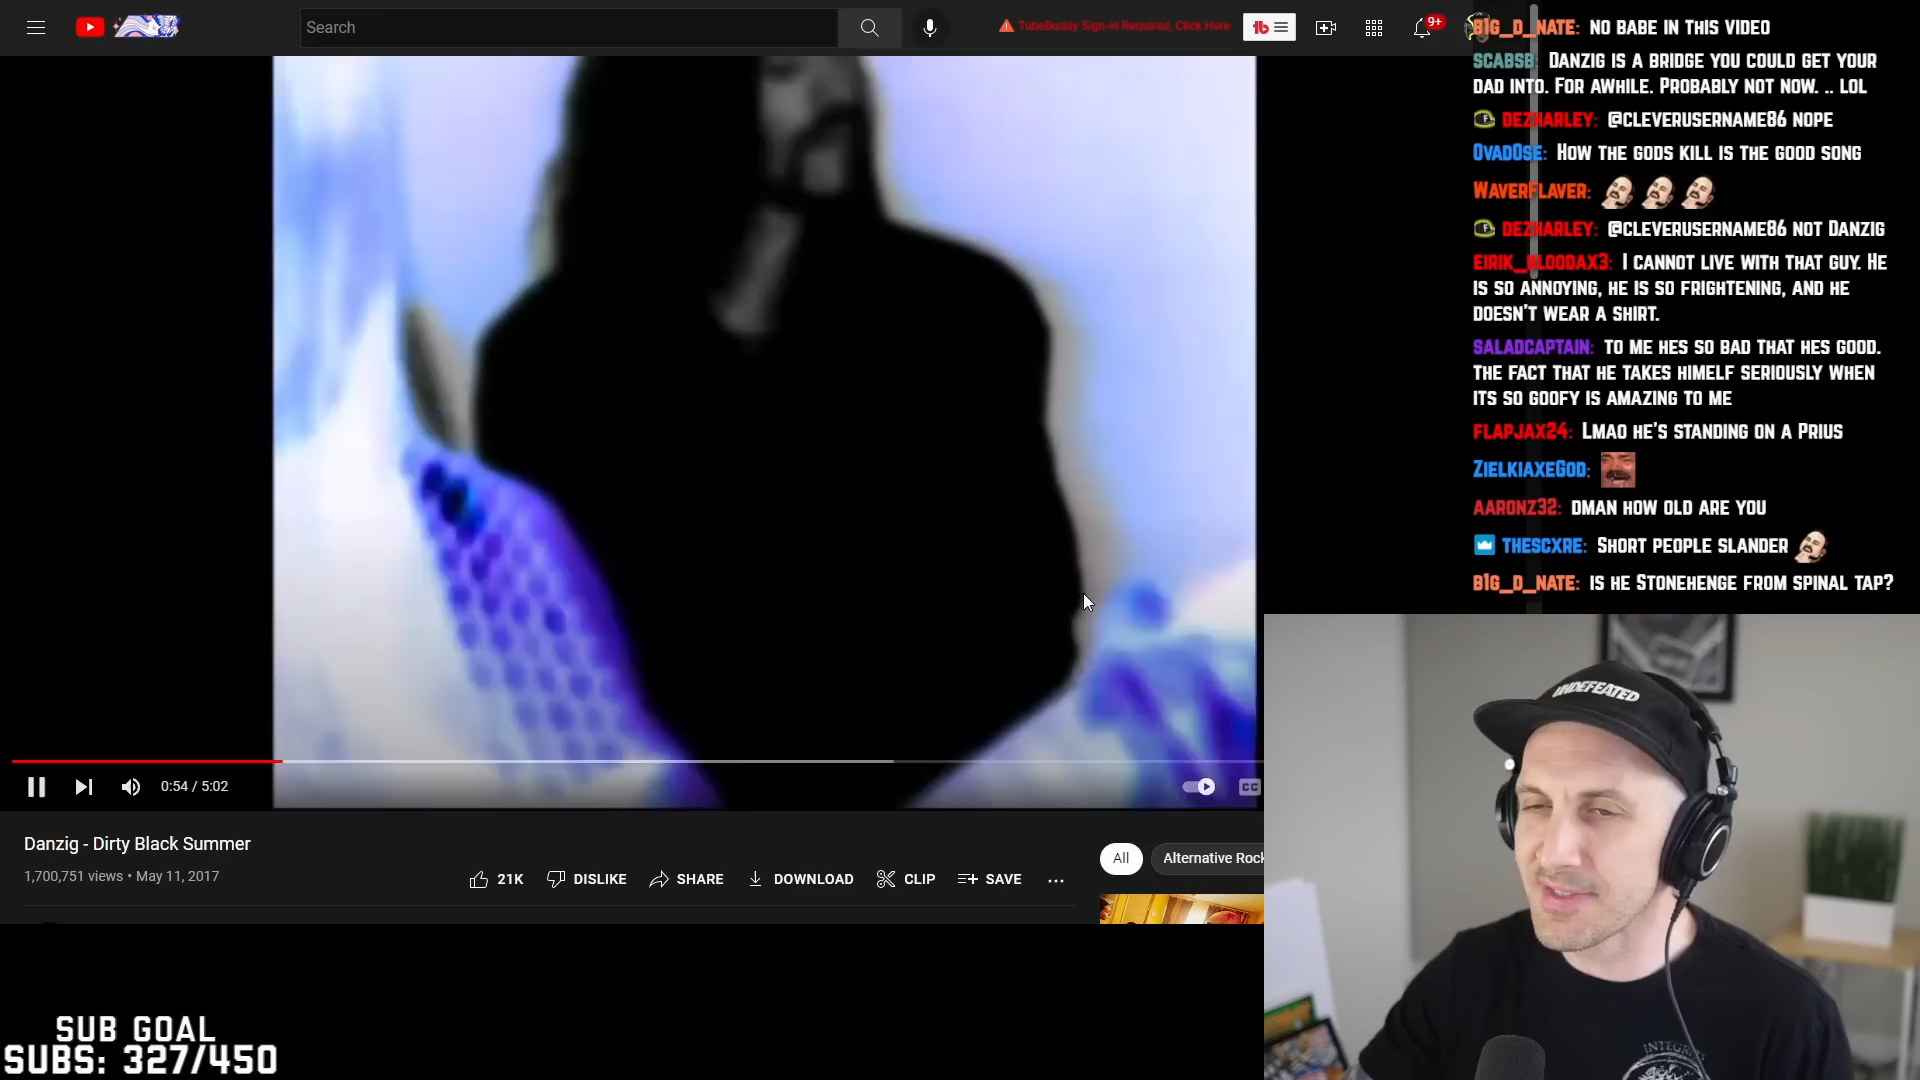 Search
TubeBuddy Sign-in Required, Click Here
9+
0:54 / 5:02
CC
Danzig - Dirty Black Summer
1,700,751 views • May 11, 2017
21K
DISLIKE
SHARE
DOWNLOAD
CLIP
SAVE
All
Alternative Rock
SUB GOAL
SUBS: 327/450
B1G_D_NATE: NO BABE IN THIS VIDEO
SCABSB: DANZIG IS A BRIDGE YOU COULD GET YOUR
DAD INTO. FOR AWHILE. PROBABLY NOT NOW. .. LOL
DEZHARLEY: @CLEVERUSERNAME86 NOPE
OVADOSE: HOW THE GODS KILL IS THE GOOD SONG
WAVERFLAVER:
DEZHARLEY: @CLEVERUSERNAME86 NOT DANZIG
EIRIK_BLOODAX3: I CANNOT LIVE WITH THAT GUY. HE
IS SO ANNOYING, HE IS SO FRIGHTENING, AND HE
DOESN'T WEAR A SHIRT.
SALADCAPTAIN: TO ME HES SO BAD THAT HES GOOD.
THE FACT THAT HE TAKES HIMELF SERIOUSLY WHEN
ITS SO GOOFY IS AMAZING TO ME
FLAPJAX24: LMAO HE'S STANDING ON A PRIUS
ZIELKIAXEGOD:
AARONZ32: DMAN HOW OLD ARE YOU
THESCXRE: SHORT PEOPLE SLANDER
B1G_D_NATE: IS HE STONEHENGE FROM SPINAL TAP?
UNDEFEATED